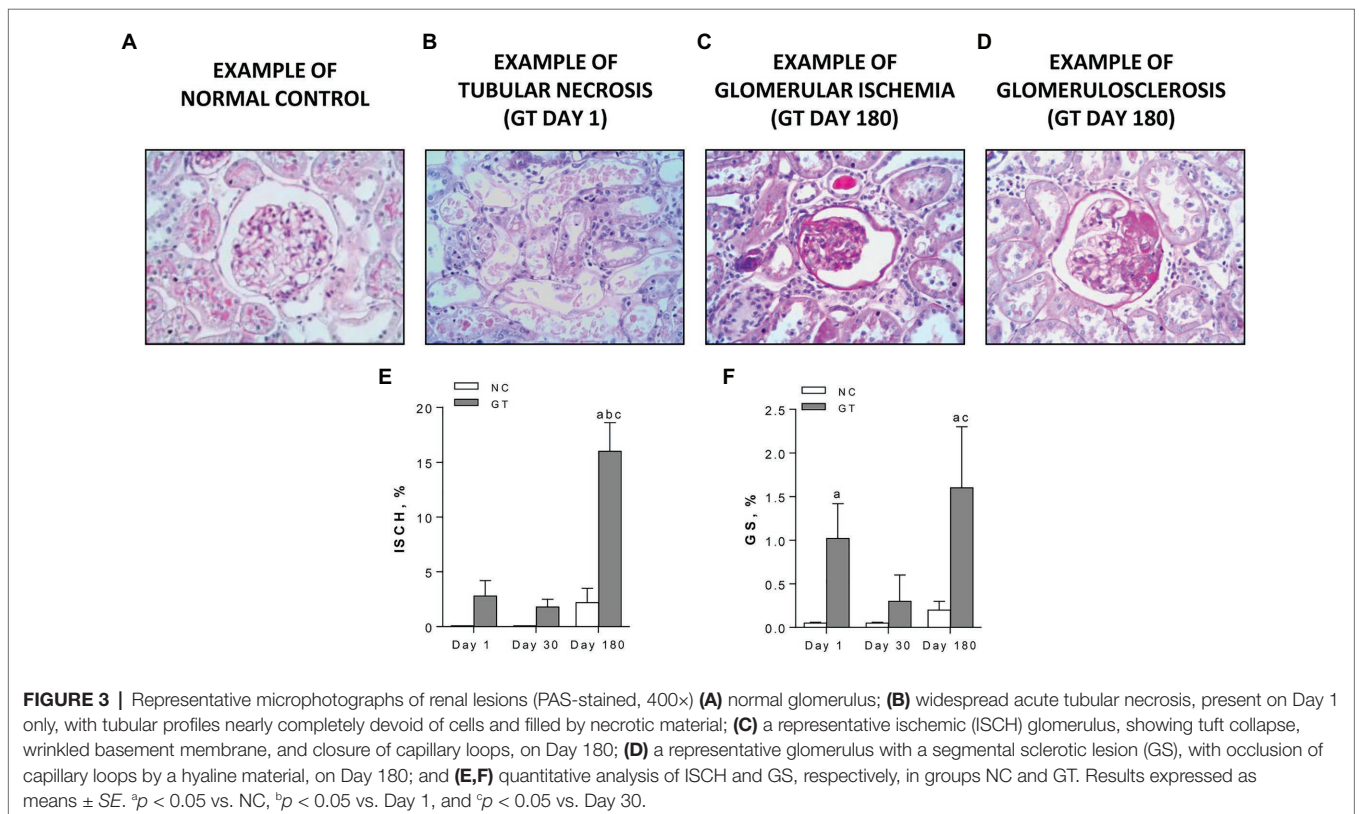 A
EXAMPLE OF
NORMAL CONTROL
B
EXAMPLE OF
TUBULAR NECROSIS
(GT DAY 1)
C
EXAMPLE OF
GLOMERULAR ISCHEMIA
(GT DAY 180)
D
EXAMPLE OF
GLOMERULOSCLEROSIS
(GT DAY 180)
E
NC
GT
ISCH, %
20
15
10
5
0
abc
Day 1 Day 30 Day 180
F
NC
GT
GS, %
2.5
2.0
1.5
1.0
0.5
0.0
a
ac
Day 1 Day 30 Day 180
FIGURE 3 | Representative microphotographs of renal lesions (PAS-stained, 400×) (A) normal glomerulus; (B) widespread acute tubular necrosis, present on Day 1
only, with tubular profiles nearly completely devoid of cells and filled by necrotic material; (C) a representative ischemic (ISCH) glomerulus, showing tuft collapse,
wrinkled basement membrane, and closure of capillary loops, on Day 180; (D) a representative glomerulus with a segmental sclerotic lesion (GS), with occlusion of
capillary loops by a hyaline material, on Day 180; and (E,F) quantitative analysis of ISCH and GS, respectively, in groups NC and GT. Results expressed as
means ± SE. ᵃp < 0.05 vs. NC, ᵇp < 0.05 vs. Day 1, and ᶜp < 0.05 vs. Day 30.